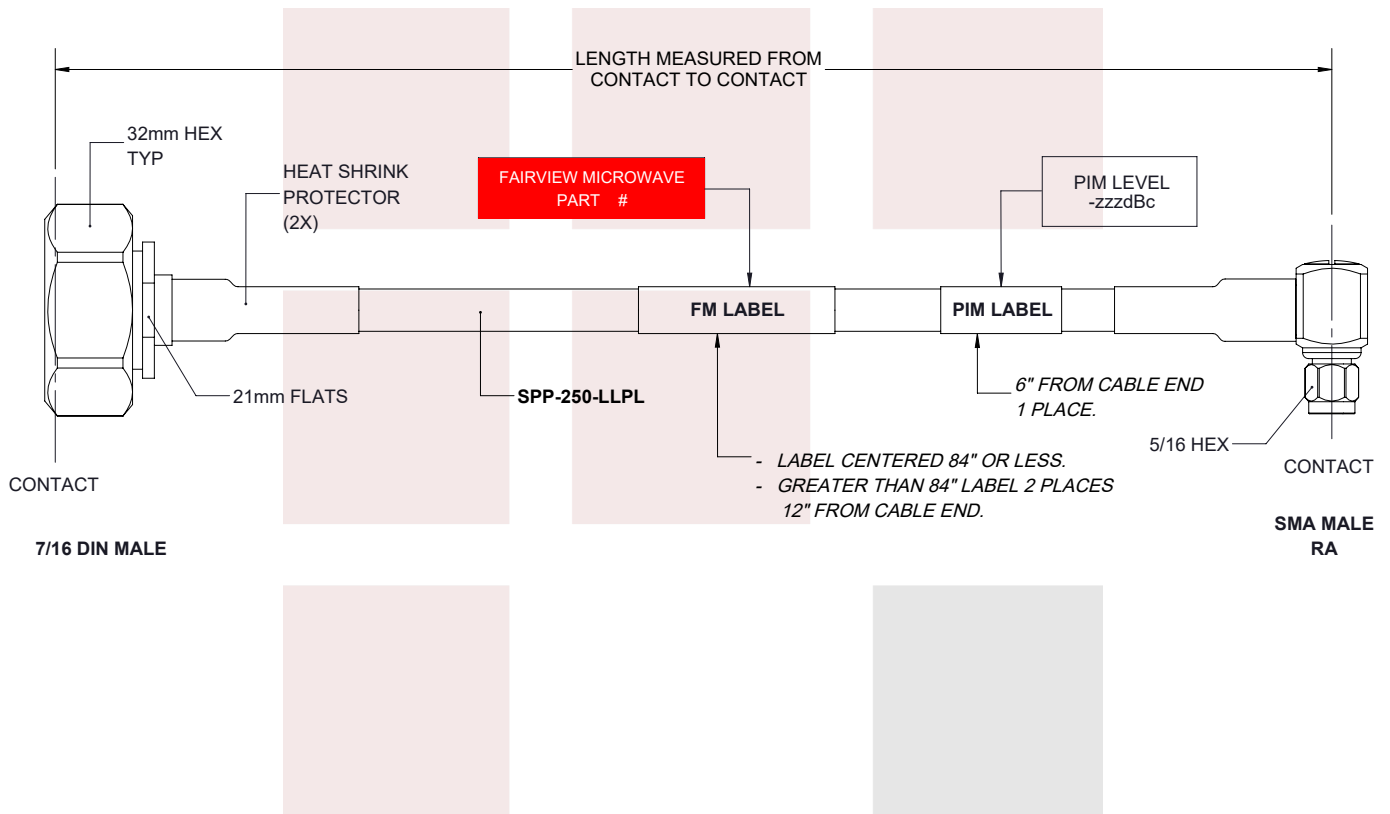 LENGTH MEASURED FROM
CONTACT TO CONTACT
32mm HEX
TYP
HEAT SHRINK
PROTECTOR
(2X)
FAIRVIEW MICROWAVE
PART #
PIM LEVEL
-zzzdBc
FM LABEL
PIM LABEL
21mm FLATS
SPP-250-LLPL
6" FROM CABLE END
1 PLACE.
5/16 HEX
- LABEL CENTERED 84" OR LESS.
- GREATER THAN 84" LABEL 2 PLACES
12" FROM CABLE END.
CONTACT
CONTACT
7/16 DIN MALE
SMA MALE
RA